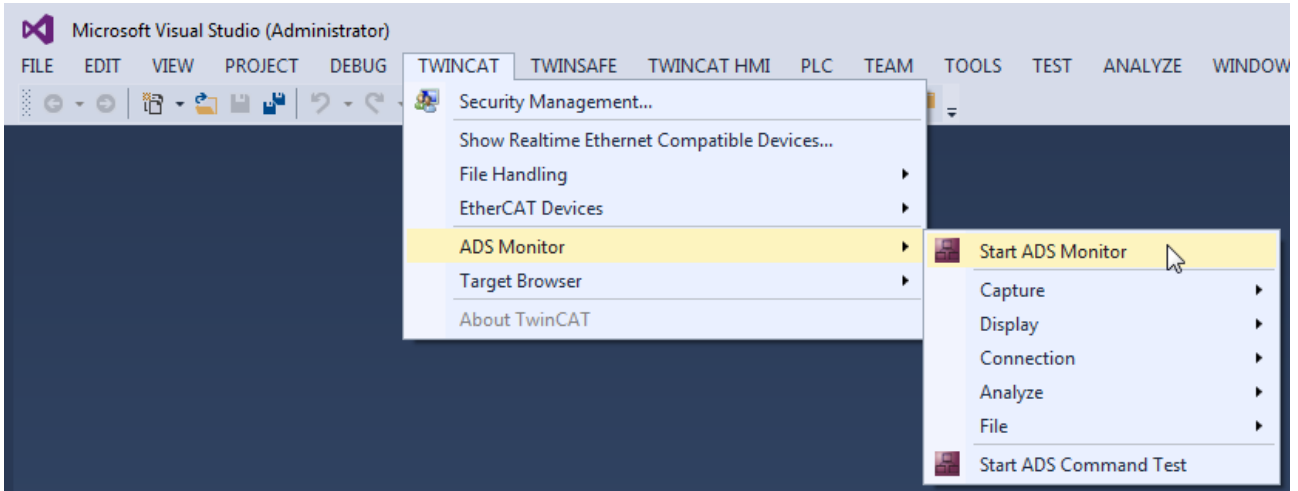 Microsoft Visual Studio (Administrator)
FILE EDIT VIEW PROJECT DEBUG TWINCAT TWINSAFE TWINCAT HMI PLC TEAM TOOLS TEST ANALYZE WINDOW
Security Management...
Show Realtime Ethernet Compatible Devices...
File Handling
EtherCAT Devices
ADS Monitor
Target Browser
About TwinCAT
Start ADS Monitor
Capture
Display
Connection
Analyze
File
Start ADS Command Test